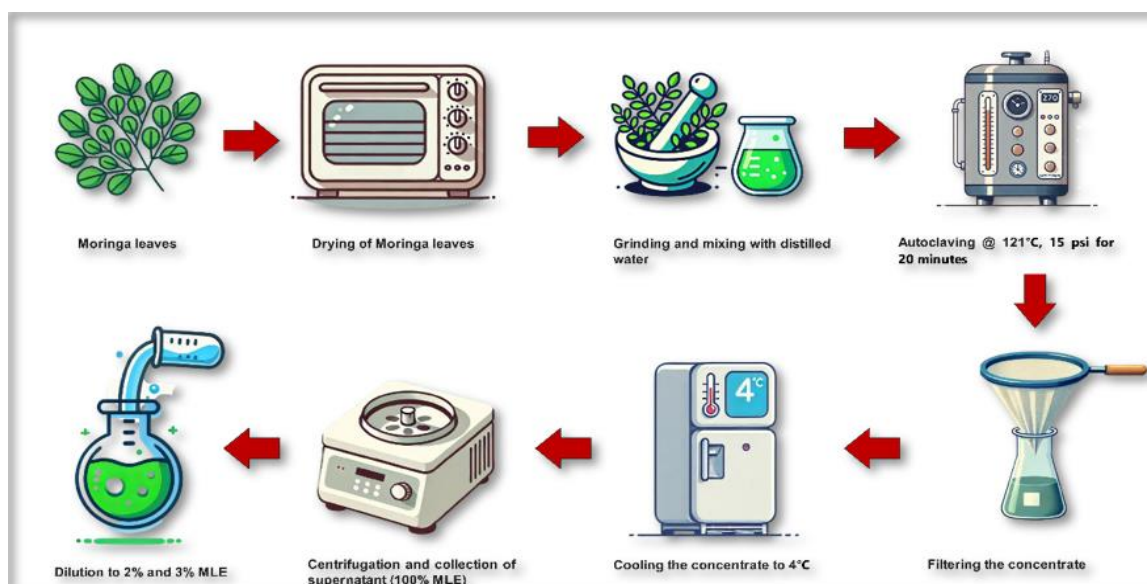 Moringa leaves
Drying of Moringa leaves
Grinding and mixing with distilled
water
270
Autoclaving @ 121°C, 15 psi for
20 minutes
Dilution to 2% and 3% MLE
Centrifugation and collection of
supernatant (100% MLE)
4°C
Cooling the concentrate to 4°C
Filtering the concentrate